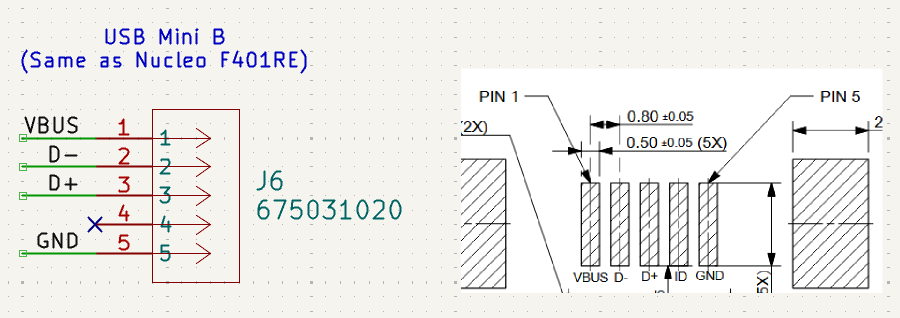 USB Mini B
(Same as Nucleo F401RE)
VBUS 1 1
D- 2 2
D+ 3 3
4 4
GND 5 5
J6
675031020
PIN 1
PIN 5
0.80 ±0.05
2X)
0.50 ±0.05 (5X)
2
VBUS D- D+ ID GND
5X)